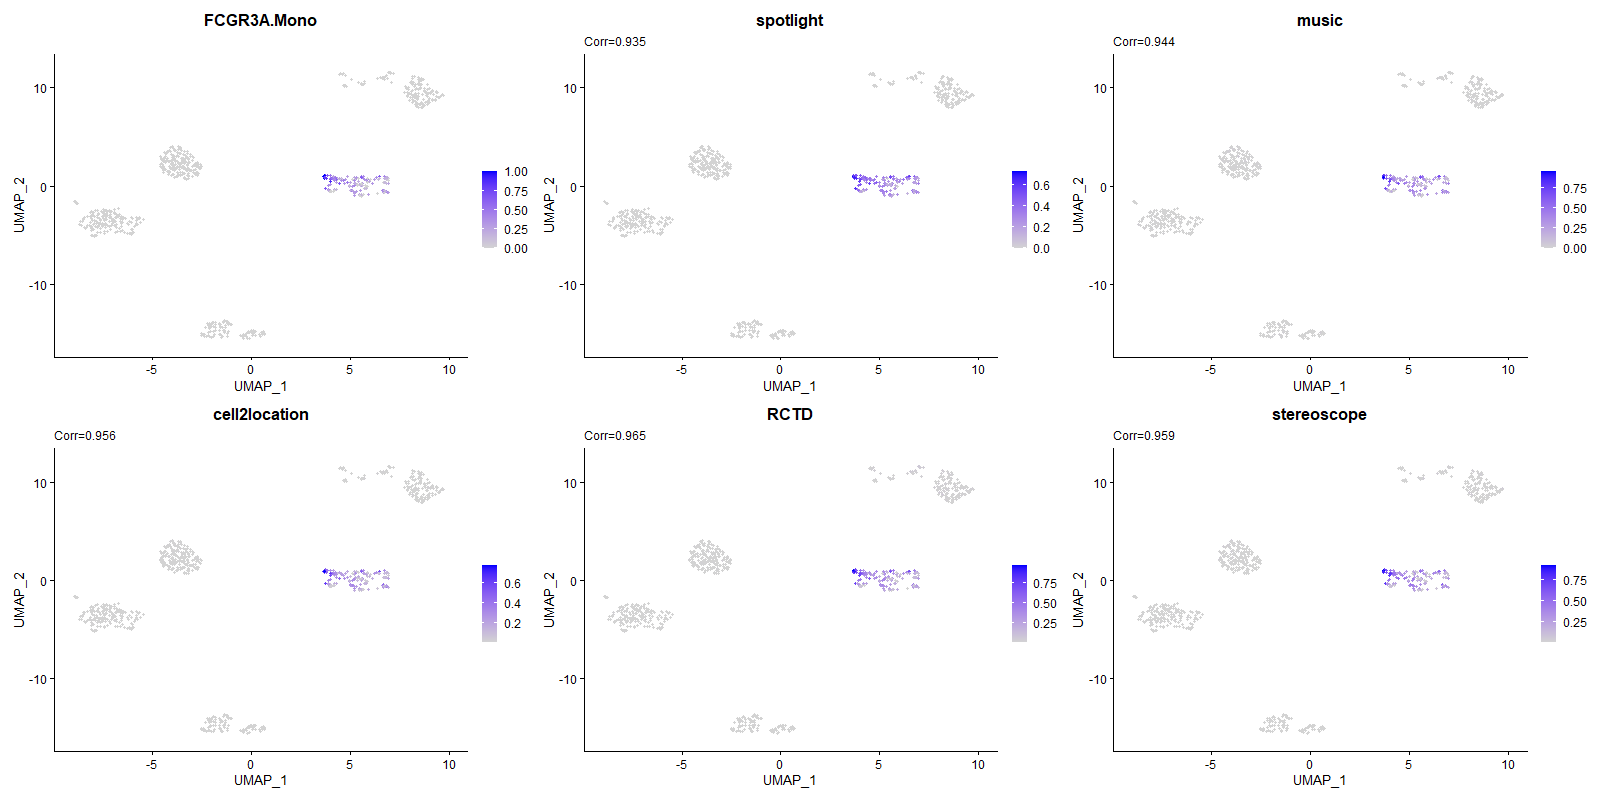 FCGR3A.Mono
UMAP_2
10
0
-10
-5
0
5
10
UMAP_1
1.00
0.75
0.50
0.25
0.00
spotlight
Corr=0.935
UMAP_2
10
0
-10
-5
0
5
10
UMAP_1
0.6
0.4
0.2
0.0
music
Corr=0.944
UMAP_2
10
0
-10
-5
0
5
10
UMAP_1
0.75
0.50
0.25
0.00
cell2location
Corr=0.956
UMAP_2
10
0
-10
-5
0
5
10
UMAP_1
0.6
0.4
0.2
RCTD
Corr=0.965
UMAP_2
10
0
-10
-5
0
5
10
UMAP_1
0.75
0.50
0.25
stereoscope
Corr=0.959
UMAP_2
10
0
-10
-5
0
5
10
UMAP_1
0.75
0.50
0.25